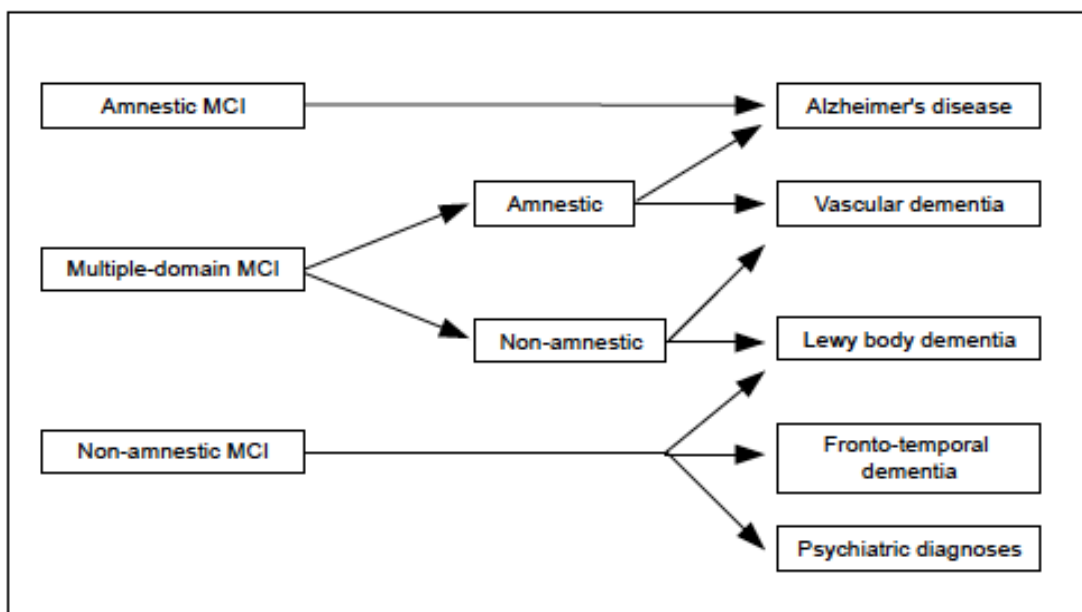 Amnestic MCI
Alzheimer's disease
Amnestic
Vascular dementia
Multiple-domain MCI
Non-amnestic
Lewy body dementia
Non-amnestic MCI
Fronto-temporal
dementia
Psychiatric diagnoses